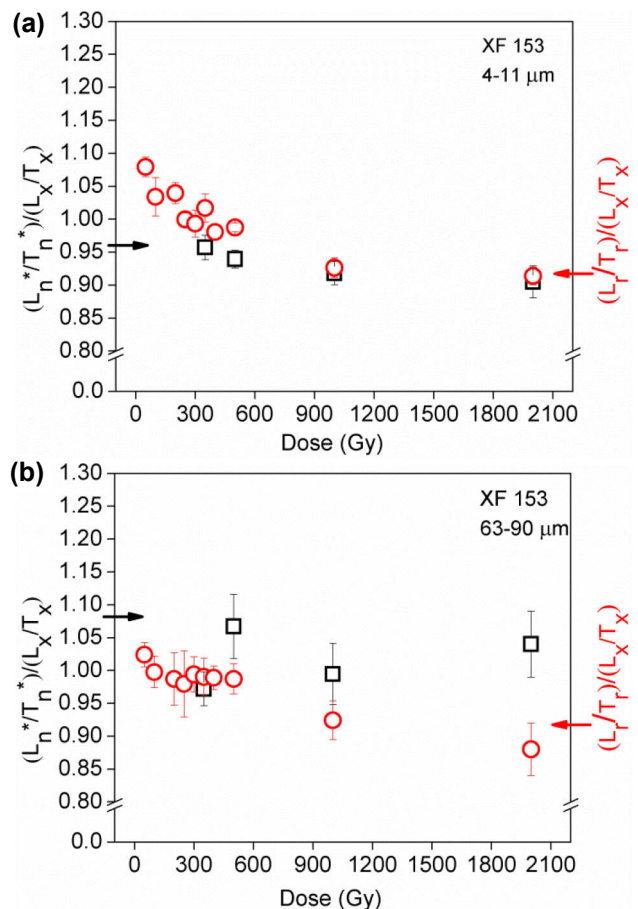 (a)
XF 153
4-11 μm
1.30
1.25
1.20
1.15
1.10
1.05
1.00
0.95
0.90
0.85
0.80
0.0
(Ln*/Tn*)/(Lx/Tx)
(Lr/Tr)/(Lx/Tx)
0 300 600 900 1200 1500 1800 2100
Dose (Gy)
(b)
XF 153
63-90 μm
1.30
1.25
1.20
1.15
1.10
1.05
1.00
0.95
0.90
0.85
0.80
0.0
(Ln*/Tn*)/(Lx/Tx)
(Lr/Tr)/(Lx/Tx)
0 300 600 900 1200 1500 1800 2100
Dose (Gy)